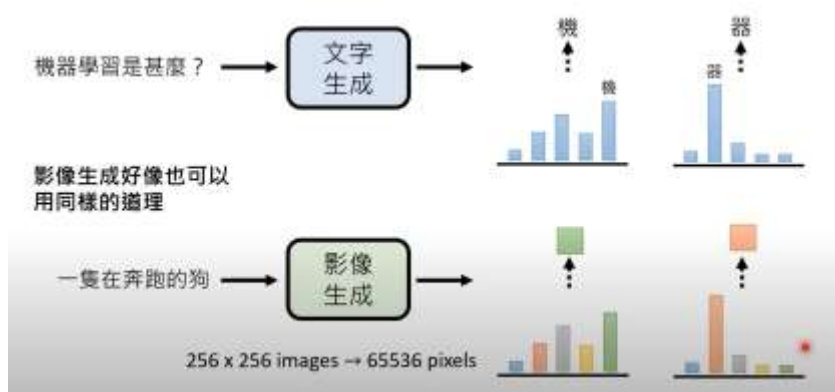 機器學習是甚麼？
文字
生成
機
器
機
器
影像生成好像也可以
用同樣的道理
一隻在奔跑的狗
影像
生成
256 x 256 images → 65536 pixels